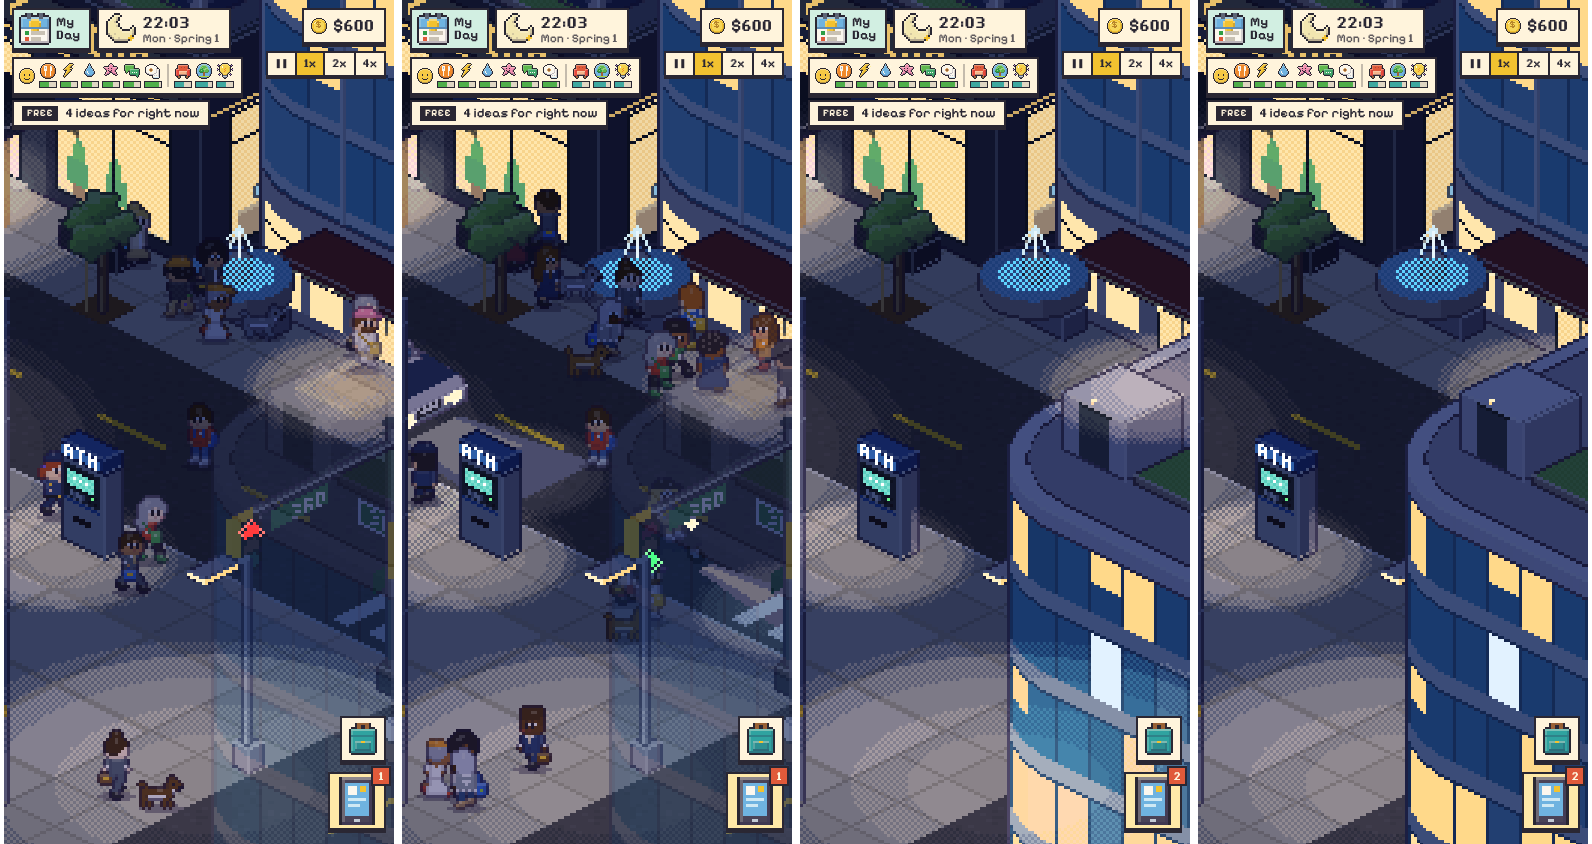 My
Day
22:03
Mon · Spring 1
$600
1x
2x
4x
FREE
4 ideas for right now
ATM
1
My
Day
22:03
Mon · Spring 1
$600
1x
2x
4x
FREE
4 ideas for right now
ATM
1
My
Day
22:03
Mon · Spring 1
$600
1x
2x
4x
FREE
4 ideas for right now
ATM
2
My
Day
22:03
Mon · Spring 1
$600
1x
2x
4x
FREE
4 ideas for right now
ATM
2